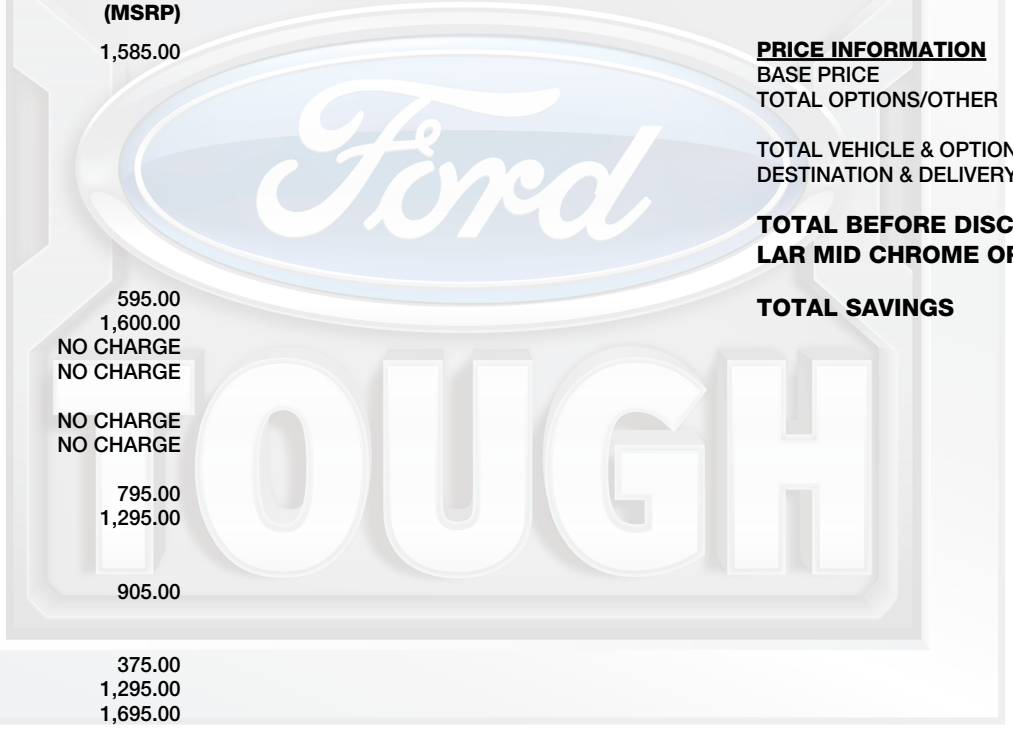 (MSRP)
1,585.00
595.00
1,600.00
NO CHARGE
NO CHARGE
NO CHARGE
NO CHARGE
795.00
1,295.00
905.00
375.00
1,295.00
1,695.00
PRICE INFORMATION
BASE PRICE
TOTAL OPTIONS/OTHER
TOTAL VEHICLE & OPTION
DESTINATION & DELIVERY
TOTAL BEFORE DISC
LAR MID CHROME OF
TOTAL SAVINGS
Ford
TOUGH